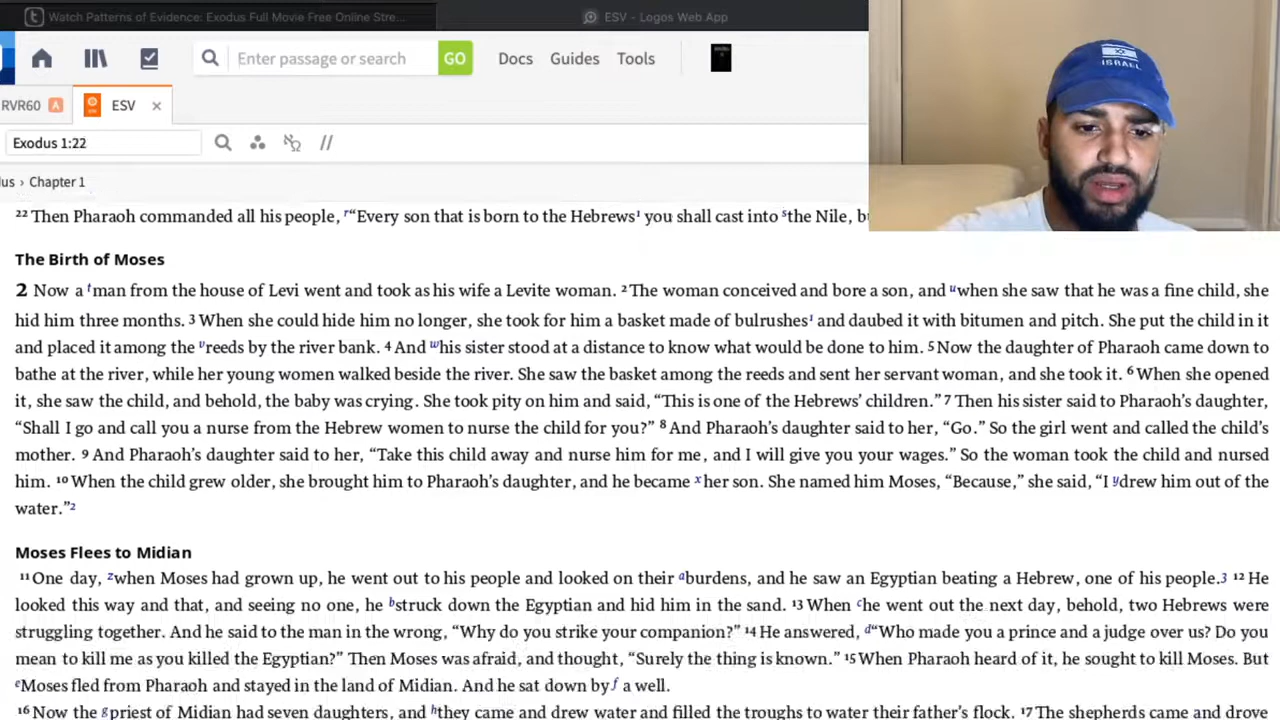 Watch Patterns of Evidence: Exodus Full Movie Free Online Stre...
ESV - Logos Web App
Enter passage or search GO Docs Guides Tools
RVR60 A ESV ×
Exodus 1:22
› Chapter 1
22 Then Pharaoh commanded all his people, r“Every son that is born to the Hebrews1 you shall cast into sthe Nile,
The Birth of Moses
2 Now a tman from the house of Levi went and took as his wife a Levite woman. 2 The woman conceived and bore a son, and uwhen she saw that he was a fine child, she
hid him three months. 3 When she could hide him no longer, she took for him a basket made of bulrushes1 and daubed it with bitumen and pitch. She put the child in it
and placed it among the vreeds by the river bank. 4 And whis sister stood at a distance to know what would be done to him. 5 Now the daughter of Pharaoh came down to
bathe at the river, while her young women walked beside the river. She saw the basket among the reeds and sent her servant woman, and she took it. 6 When she opened
it, she saw the child, and behold, the baby was crying. She took pity on him and said, “This is one of the Hebrews’ children.” 7 Then his sister said to Pharaoh’s daughter,
“Shall I go and call you a nurse from the Hebrew women to nurse the child for you?” 8 And Pharaoh’s daughter said to her, “Go.” So the girl went and called the child’s
mother. 9 And Pharaoh’s daughter said to her, “Take this child away and nurse him for me, and I will give you your wages.” So the woman took the child and nursed
him. 10 When the child grew older, she brought him to Pharaoh’s daughter, and he became xher son. She named him Moses, “Because,” she said, “I ydrew him out of the
water.”2
Moses Flees to Midian
11 One day, zwhen Moses had grown up, he went out to his people and looked on their aburdens, and he saw an Egyptian beating a Hebrew, one of his people.3 12 He
looked this way and that, and seeing no one, he bstruck down the Egyptian and hid him in the sand. 13 When che went out the next day, behold, two Hebrews were
struggling together. And he said to the man in the wrong, “Why do you strike your companion?” 14 He answered, d“Who made you a prince and a judge over us? Do you
mean to kill me as you killed the Egyptian?” Then Moses was afraid, and thought, “Surely the thing is known.” 15 When Pharaoh heard of it, he sought to kill Moses. But
eMoses fled from Pharaoh and stayed in the land of Midian. And he sat down by f a well.
16 Now the gpriest of Midian had seven daughters, and hthey came and drew water and filled the troughs to water their father’s flock. 17 The shepherds came and drove
ISRAEL